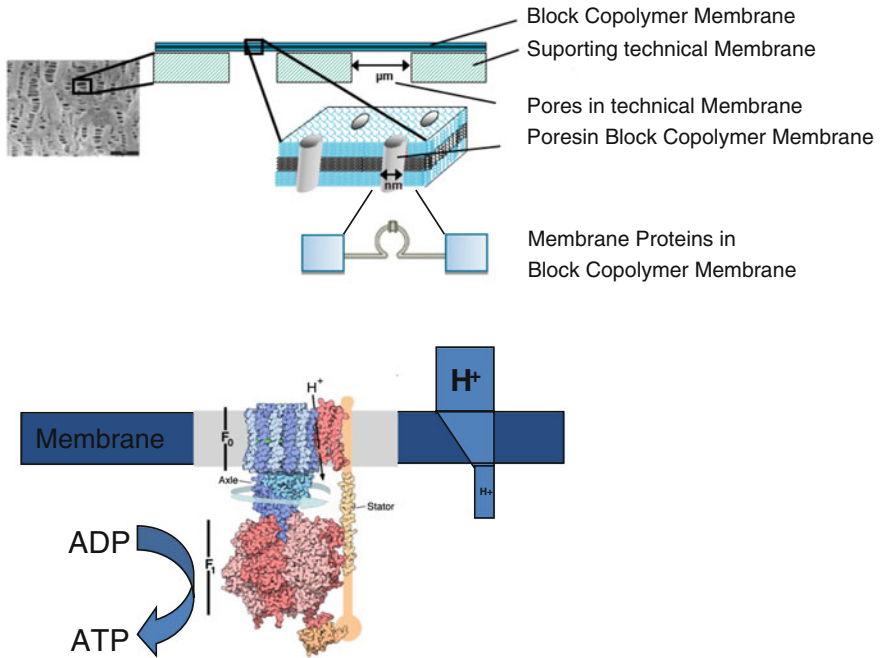 Block Copolymer Membrane
Suporting technical Membrane
µm
Pores in technical Membrane
Poresin Block Copolymer Membrane
nm
Membrane Proteins in
Block Copolymer Membrane
H+
H+
Membrane
F0
Axle
H+
Stator
ADP
F1
ATP